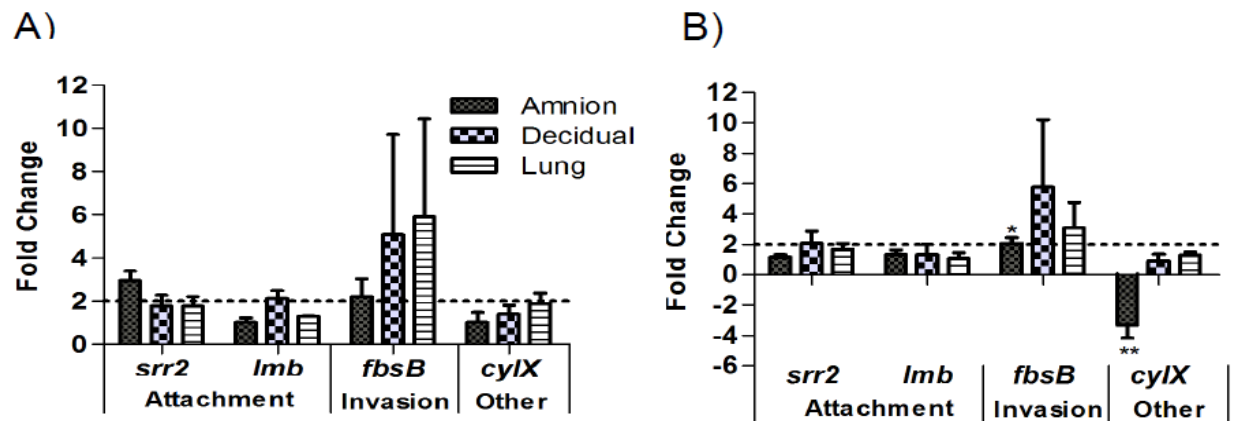 A)
Fold Change
12
10
8
6
4
2
0
Amnion
Decidual
Lung
srr2 lmb fbsB cylX
Attachment Invasion Other
B)
Fold Change
12
10
8
6
4
2
0
-2
-4
-6
*
**
srr2 lmb fbsB cylX
Attachment Invasion Other